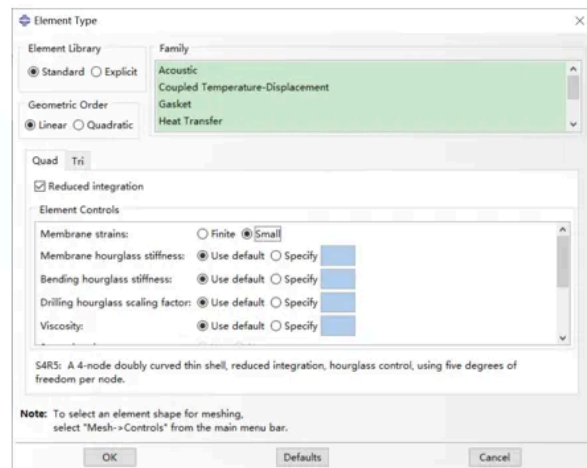 Element Type
Element Library
Standard Explicit
Geometric Order
Linear Quadratic
Family
Acoustic
Coupled Temperature-Displacement
Gasket
Heat Transfer
Quad Tri
Reduced integration
Element Controls
Membrane strains: Finite Small
Membrane hourglass stiffness: Use default Specify
Bending hourglass stiffness: Use default Specify
Drilling hourglass scaling factor: Use default Specify
Viscosity: Use default Specify
S4R5: A 4-node doubly curved thin shell, reduced integration, hourglass control, using five degrees of
freedom per node.
Note: To select an element shape for meshing,
select "Mesh->Controls" from the main menu bar.
OK Defaults Cancel